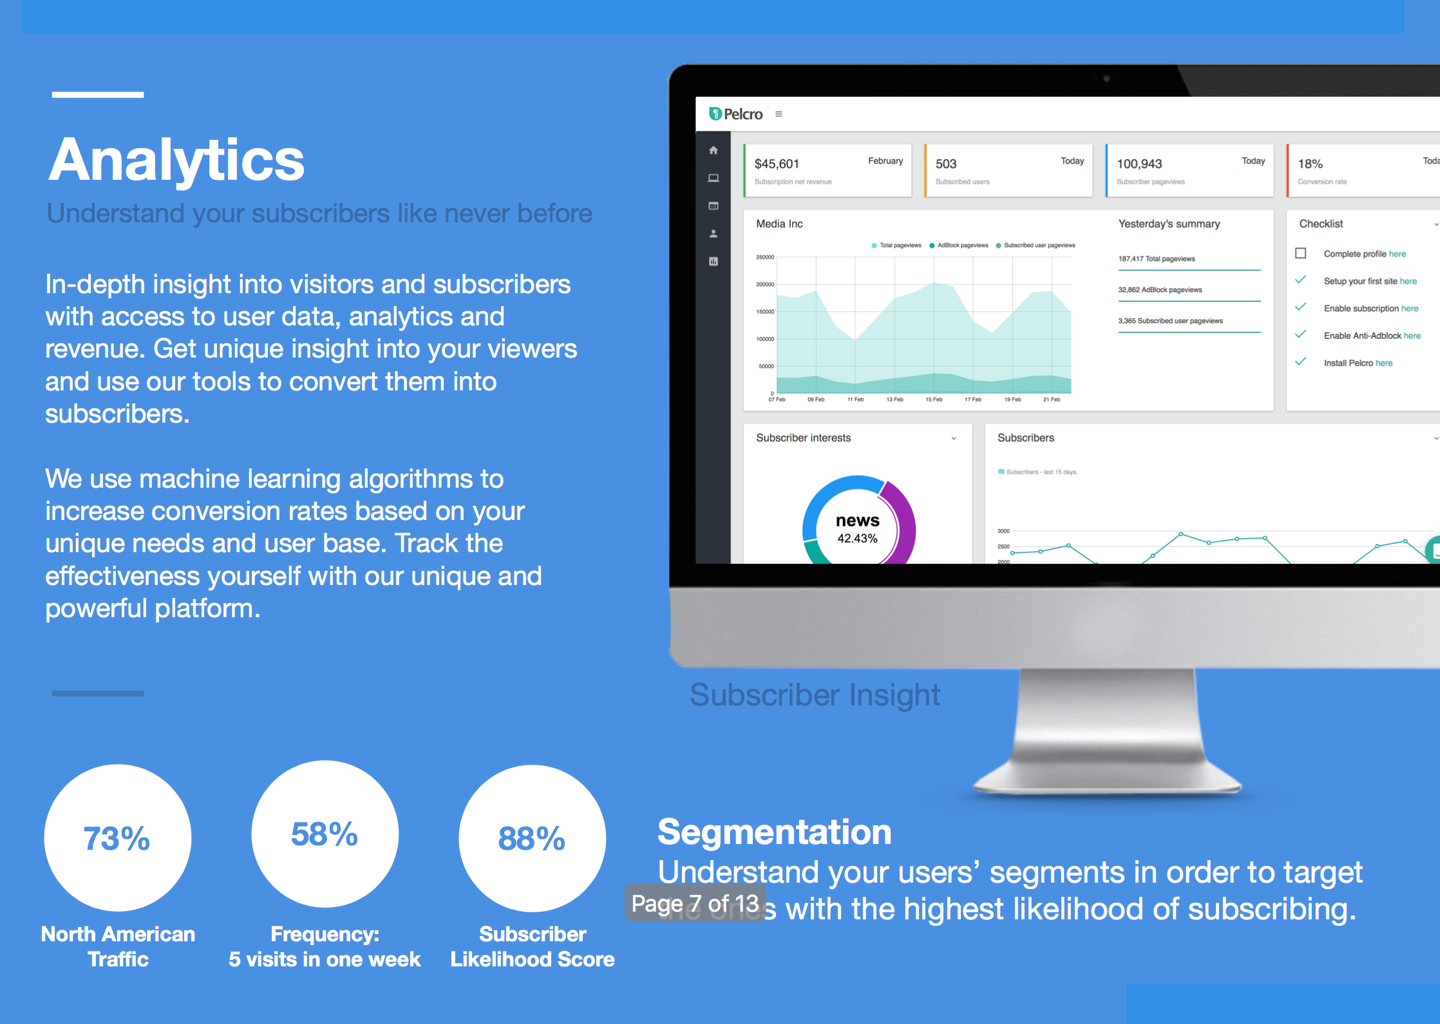 Analytics
Understand your subscribers like never before
In-depth insight into visitors and subscribers
with access to user data, analytics and
revenue. Get unique insight into your viewers
and use our tools to convert them into
subscribers.
We use machine learning algorithms to
increase conversion rates based on your
unique needs and user base. Track the
effectiveness yourself with our unique and
powerful platform.
73%
58%
88%
North American
Traffic
Frequency:
5 visits in one week
Subscriber
Likelihood Score
Pelcro
$45,601
February
Subscription net revenue
503
Today
Subscribed users
100,943
Today
Subscriber pageviews
18%
Conversion rate
Media Inc
Total pageviews
AdBlock pageviews
Subscribed user pageviews
250000
200000
150000
100000
50000
0
07 Feb
09 Feb
11 Feb
13 Feb
15 Feb
17 Feb
19 Feb
21 Feb
Yesterday's summary
187,417 Total pageviews
32,862 AdBlock pageviews
3,365 Subscribed user pageviews
Checklist
Complete profile here
Setup your first site here
Enable subscription here
Enable Anti-Adblock here
Install Pelcro here
Subscriber interests
news
42.43%
Subscribers
Subscribers - last 15 days
3000
2500
2000
Subscriber Insight
Segmentation
Understand your users’ segments in order to target
the ones with the highest likelihood of subscribing.
Page 7 of 13